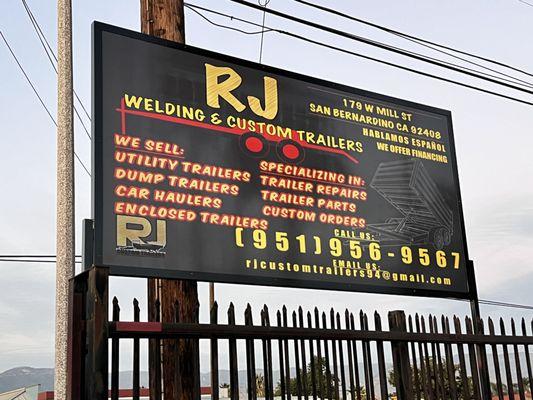 RJ
WELDING & CUSTOM TRAILERS
179 W MILL ST
SAN BERNARDINO CA 92408
HABLAMOS ESPAÑOL
WE OFFER FINANCING
WE SELL:
UTILITY TRAILERS
DUMP TRAILERS
CAR HAULERS
ENCLOSED TRAILERS
SPECIALIZING IN:
TRAILER REPAIRS
TRAILER PARTS
CUSTOM ORDERS
RJ
CALL US:
(951)956-9567
EMAIL US:
rjcustomtrailers94@gmail.com